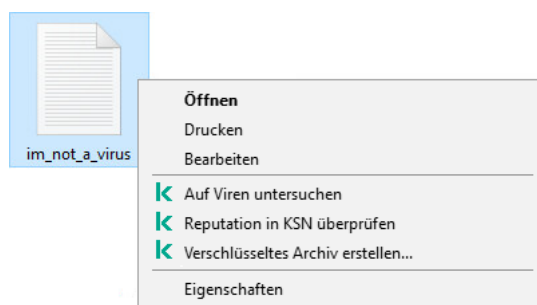 im_not_a_virus
Öffnen
Drucken
Bearbeiten
Auf Viren untersuchen
Reputation in KSN überprüfen
Verschlüsseltes Archiv erstellen...
Eigenschaften